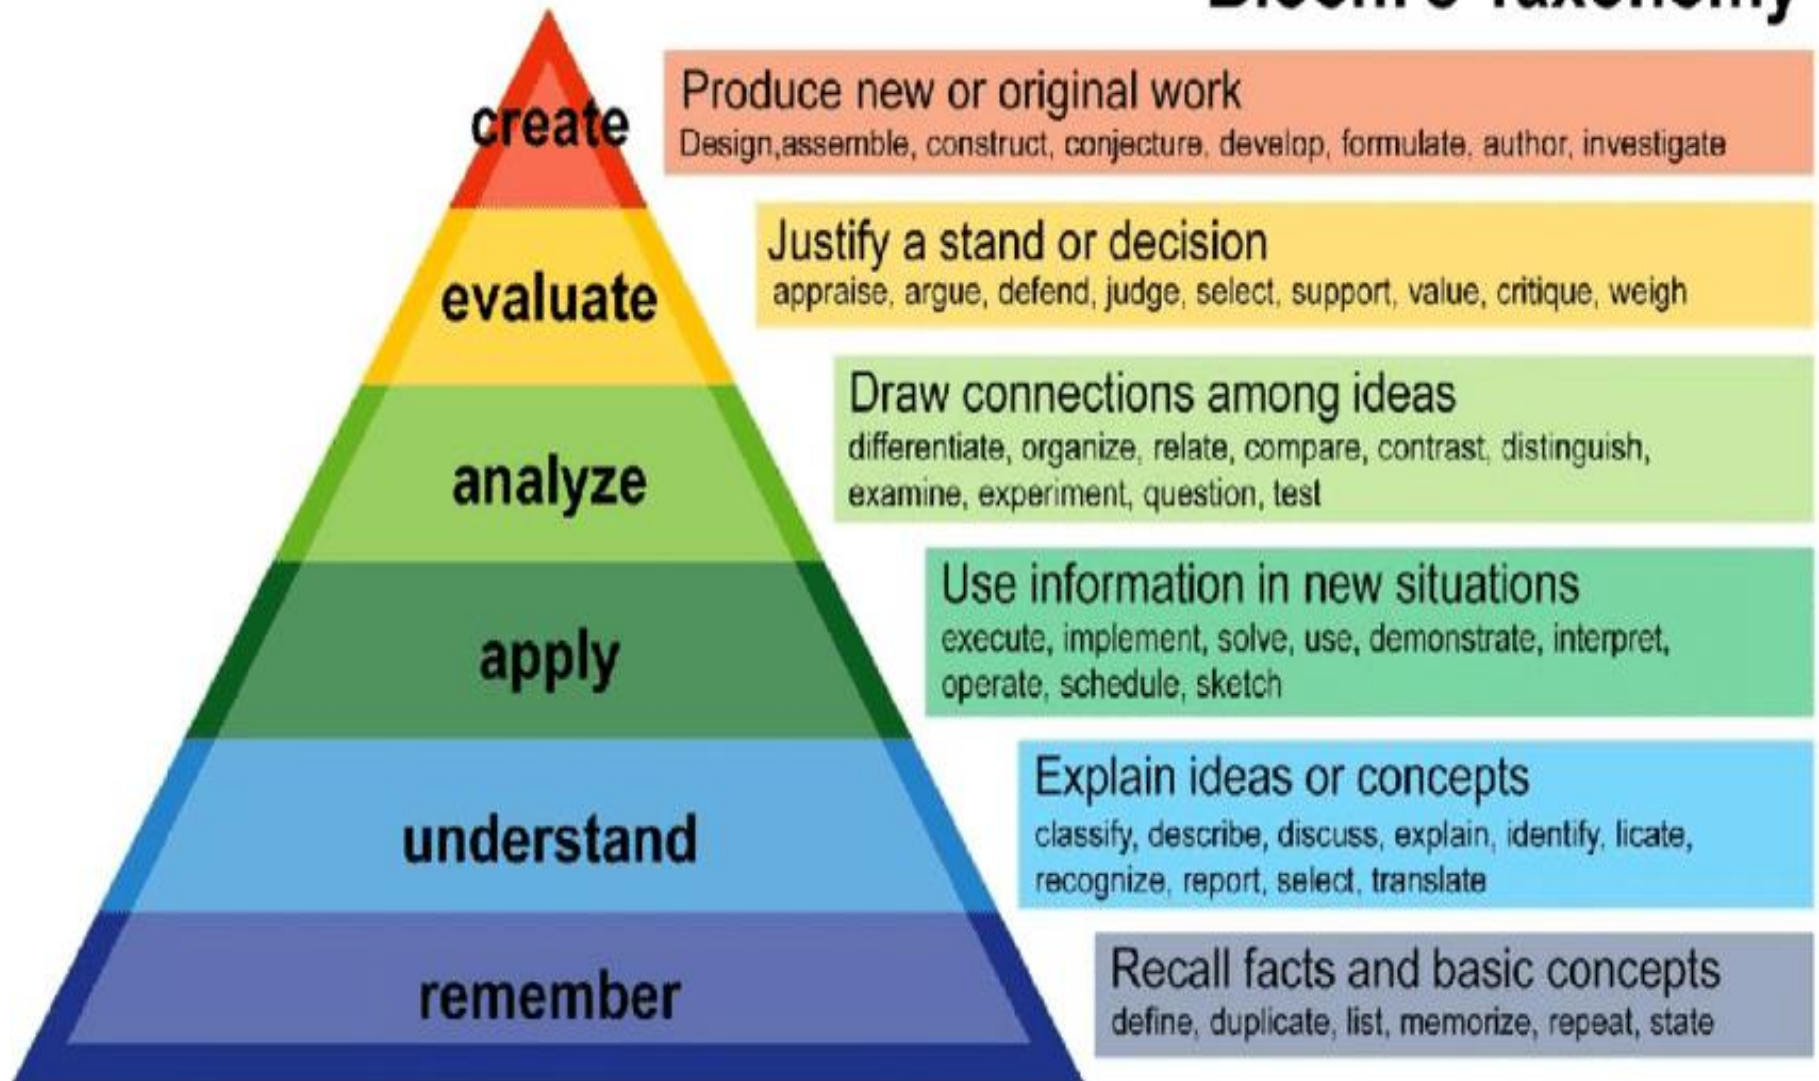 Taxonomy
create
Produce new or original work
Design,assemble, construct, conjecture, develop, formulate, author, investigate
evaluate
Justify a stand or decision
appraise, argue, defend, judge, select, support, value, critique, weigh
analyze
Draw connections among ideas
differentiate, organize, relate, compare, contrast, distinguish,
examine, experiment, question, test
apply
Use information in new situations
execute, implement, solve, use, demonstrate, interpret,
operate, schedule, sketch
understand
Explain ideas or concepts
classify, describe, discuss, explain, identify, licate,
recognize, report, select, translate
remember
Recall facts and basic concepts
define, duplicate, list, memorize, repeat, state